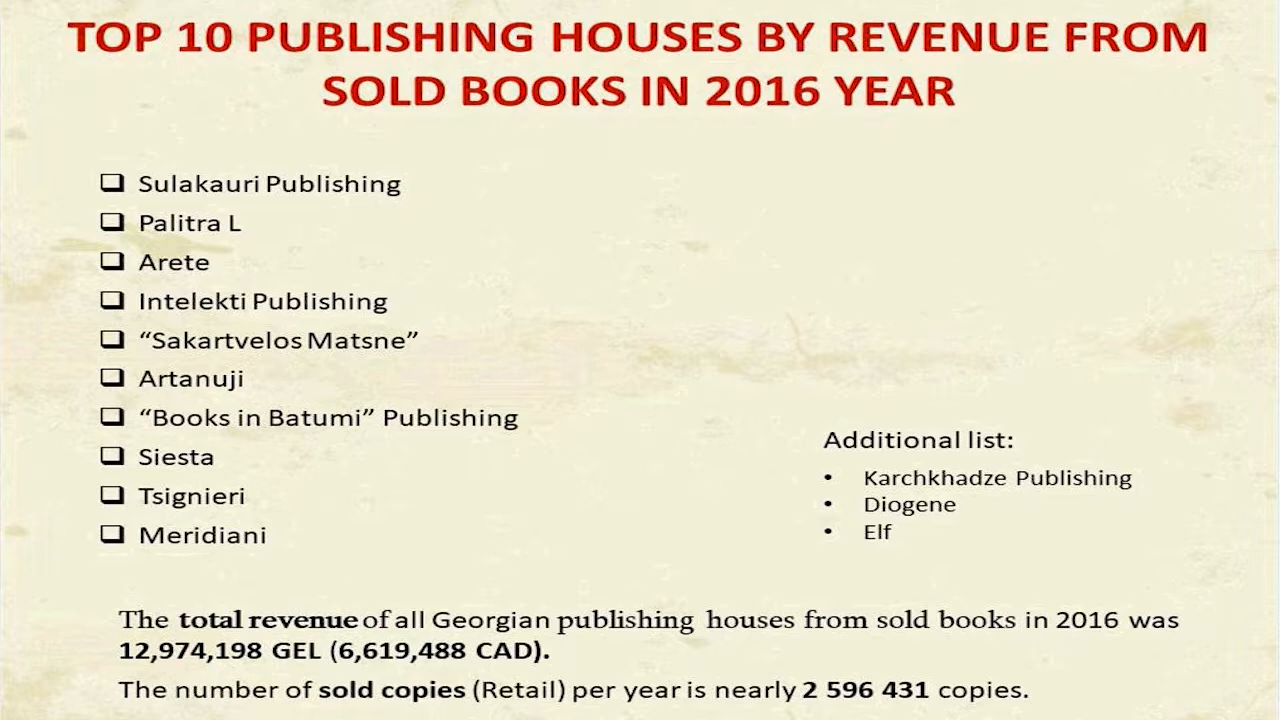 TOP 10 PUBLISHING HOUSES BY REVENUE FROM
SOLD BOOKS IN 2016 YEAR
Sulakauri Publishing
Palitra L
Arete
Intelekti Publishing
“Sakartvelos Matsne”
Artanuji
“Books in Batumi” Publishing
Siesta
Tsignieri
Meridiani
Additional list:
• Karchkhadze Publishing
• Diogene
• Elf
The total revenue of all Georgian publishing houses from sold books in 2016 was
12,974,198 GEL (6,619,488 CAD).
The number of sold copies (Retail) per year is nearly 2 596 431 copies.